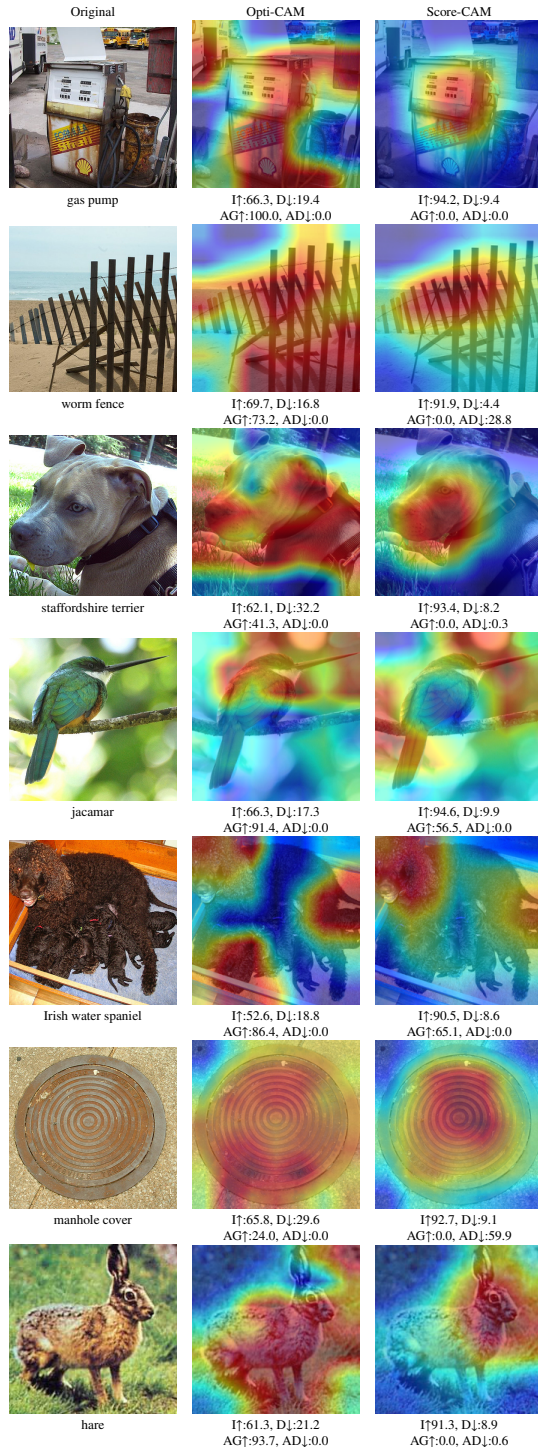 Original Opti-CAM Score-CAM
Shell
gas pump I↑:66.3, D↓:19.4 I↑:94.2, D↓:9.4
AG↑:100.0, AD↓:0.0 AG↑:0.0, AD↓:0.0
worm fence I↑:69.7, D↓:16.8 I↑:91.9, D↓:4.4
AG↑:73.2, AD↓:0.0 AG↑:0.0, AD↓:28.8
staffordshire terrier I↑:62.1, D↓:32.2 I↑:93.4, D↓:8.2
AG↑:41.3, AD↓:0.0 AG↑:0.0, AD↓:0.3
jacamar I↑:66.3, D↓:17.3 I↑:94.6, D↓:9.9
AG↑:91.4, AD↓:0.0 AG↑:56.5, AD↓:0.0
Irish water spaniel I↑:52.6, D↓:18.8 I↑:90.5, D↓:8.6
AG↑:86.4, AD↓:0.0 AG↑:65.1, AD↓:0.0
manhole cover I↑:65.8, D↓:29.6 I↑92.7, D↓:9.1
AG↑:24.0, AD↓:0.0 AG↑:0.0, AD↓:59.9
hare I↑:61.3, D↓:21.2 I↑91.3, D↓:8.9
AG↑:93.7, AD↓:0.0 AG↑:0.0, AD↓:0.6